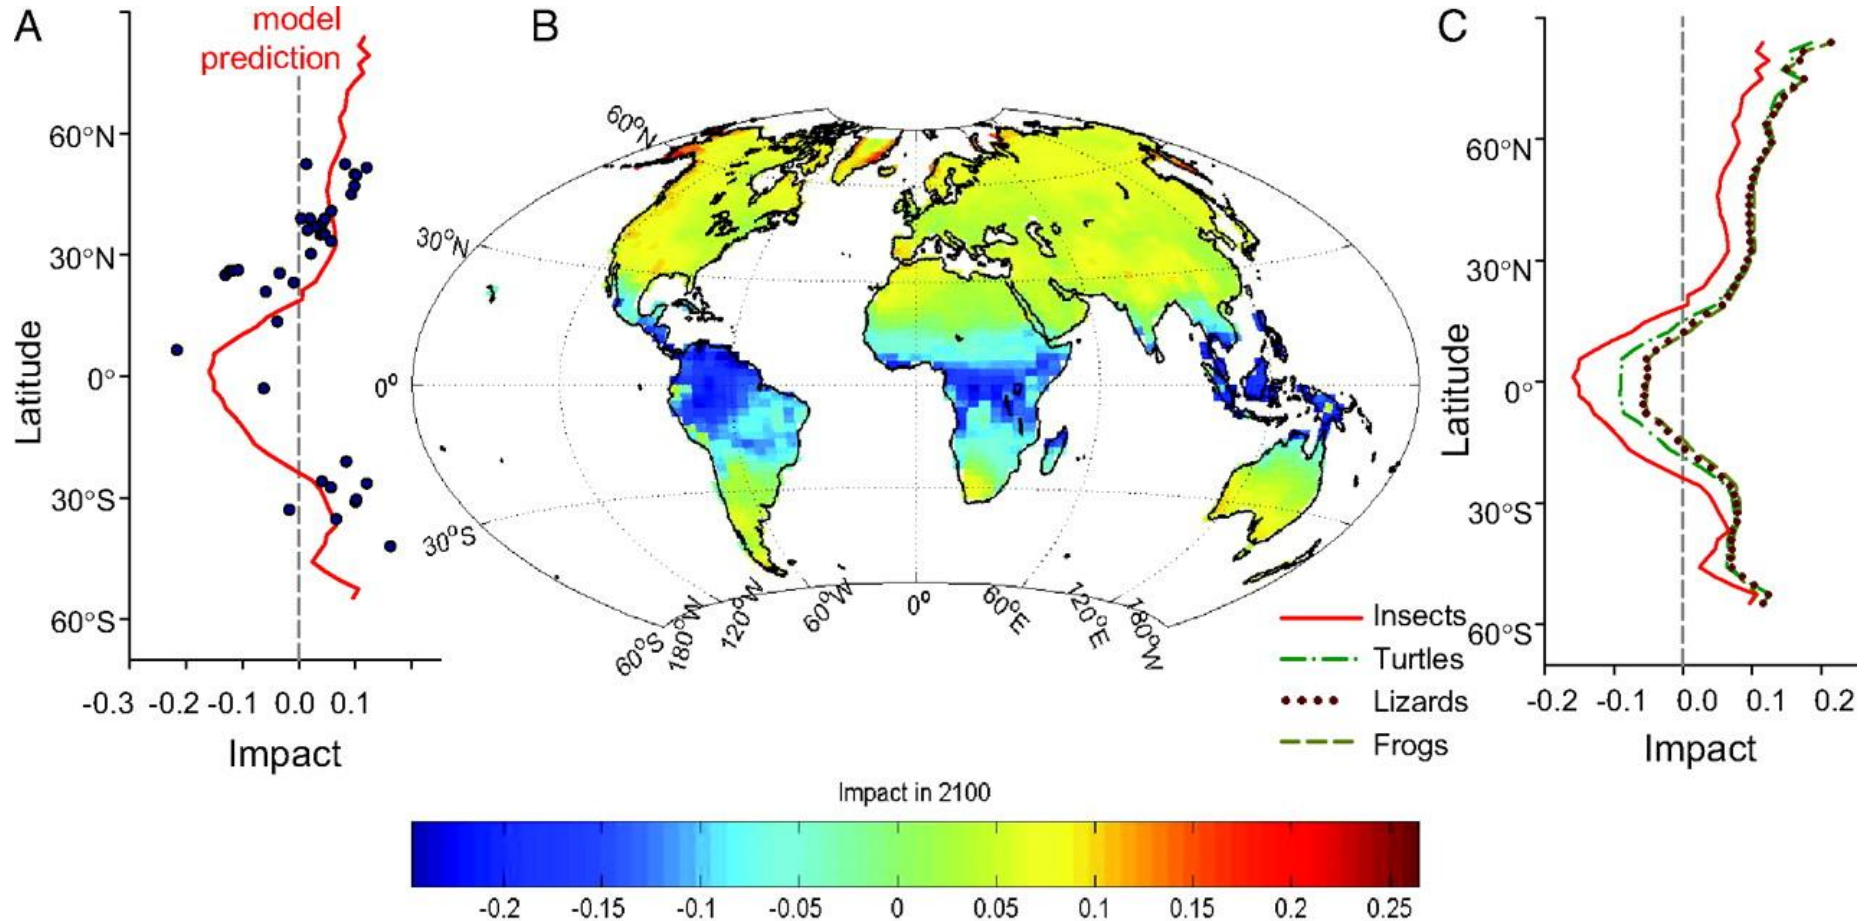 A
model
prediction
60°N
30°N
0°
30°S
60°S
Latitude
-0.3 -0.2 -0.1 0.0 0.1
Impact
B
60°N
30°N
0°
30°S
60°S
180°W
120°W
60°W
0°
60°E
120°E
180°W
C
60°N
30°N
0°
30°S
60°S
Latitude
-0.2 -0.1 0.0 0.1 0.2
Impact
Insects
Turtles
Lizards
Frogs
Impact in 2100
-0.2 -0.15 -0.1 -0.05 0 0.05 0.1 0.15 0.2 0.25